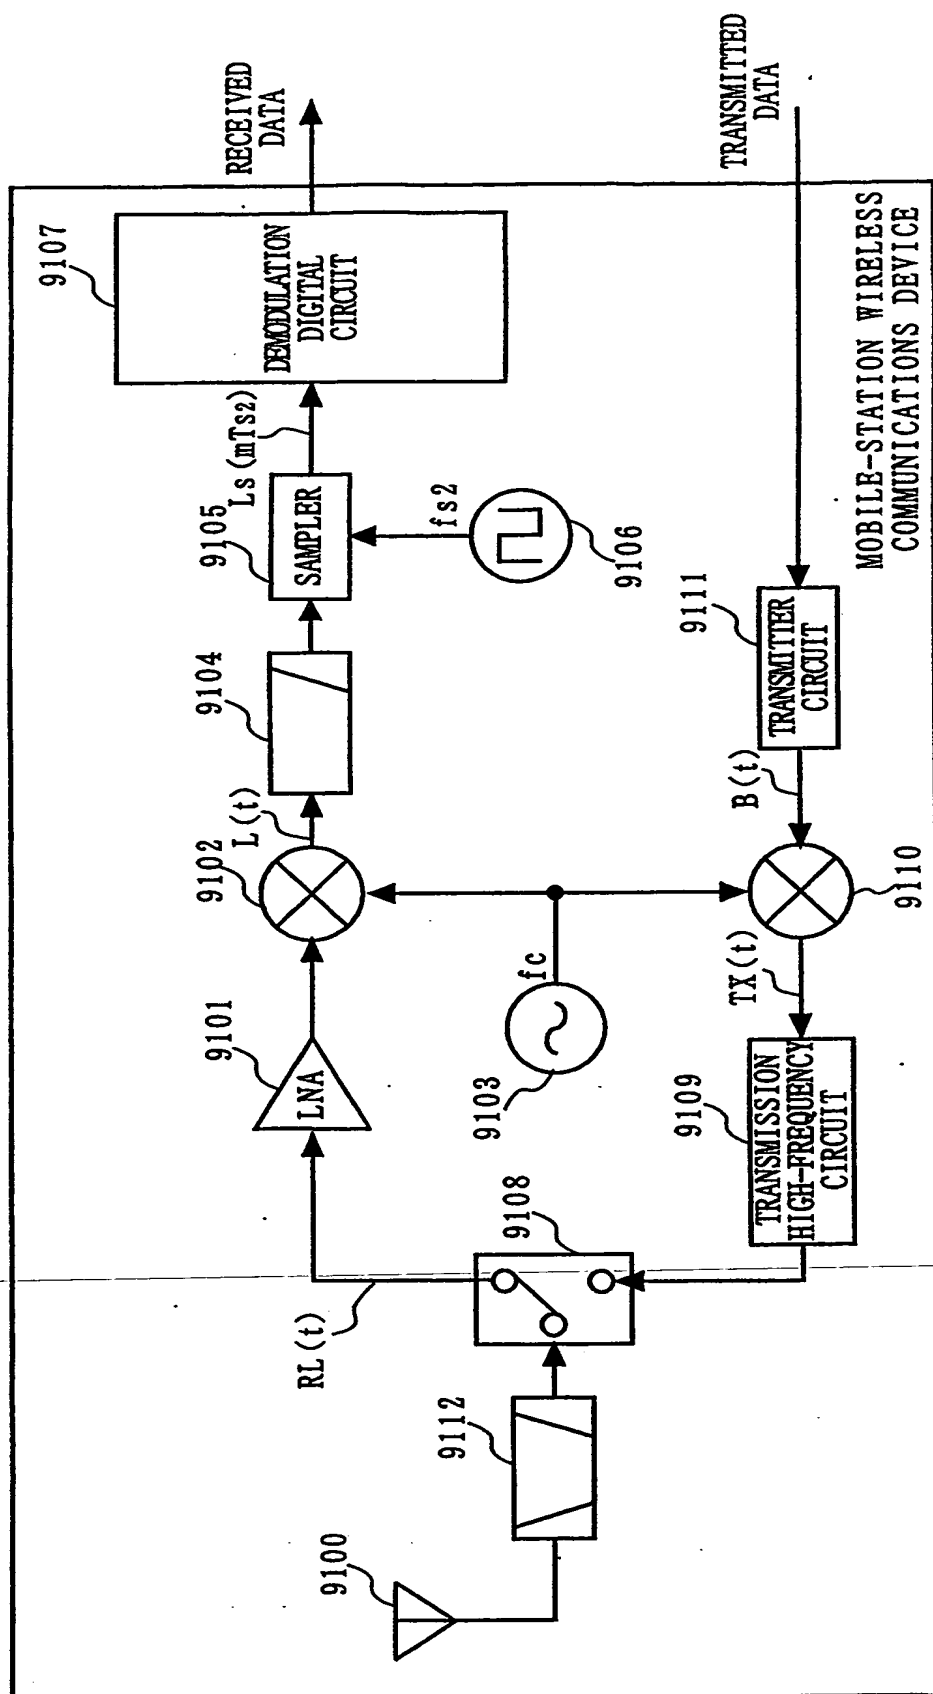 9100
9112
RL(t)
9108
9101
LNA
9102
L(t)
9104
9105
SAMPLER
Ls(mTs2)
9107
DEMODULATION
DIGITAL
CIRCUIT
RECEIVED
DATA
fs2
9106
fc
9103
9109
TRANSMISSION
HIGH-FREQUENCY
CIRCUIT
TX(t)
9110
B(t)
9111
TRANSMITTER
CIRCUIT
TRANSMITTED
DATA
MOBILE-STATION WIRELESS
COMMUNICATIONS DEVICE